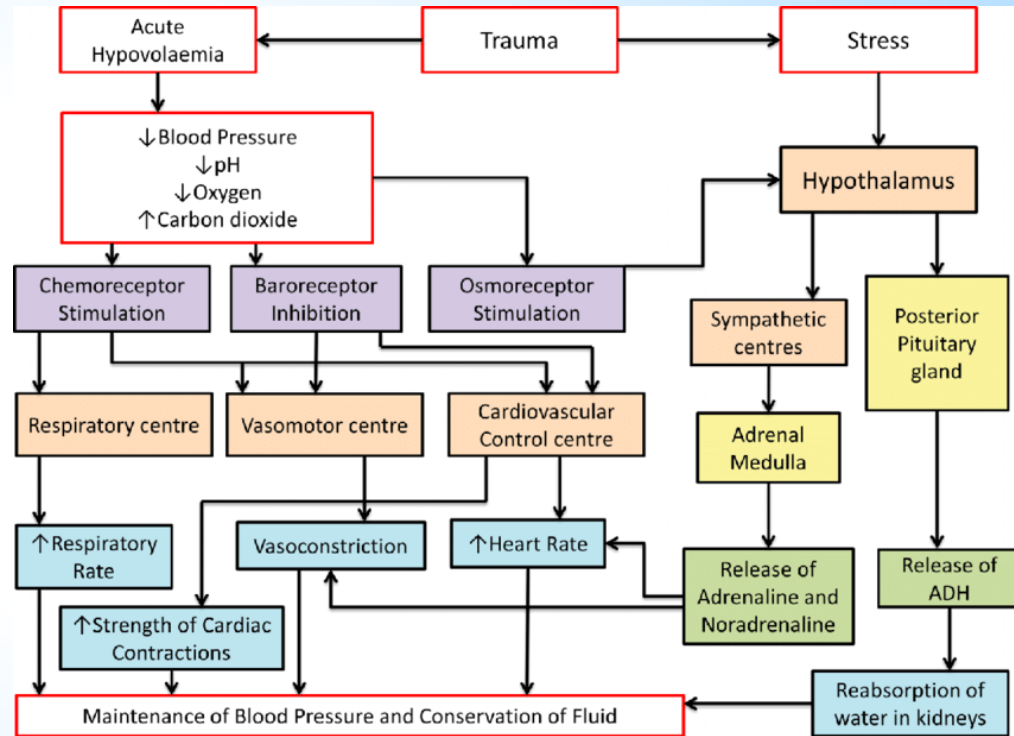 Acute
Hypovolaemia
Trauma
Stress
↓Blood Pressure
↓pH
↓Oxygen
↑Carbon dioxide
Hypothalamus
Chemoreceptor
Stimulation
Baroreceptor
Inhibition
Osmoreceptor
Stimulation
Sympathetic
centres
Posterior
Pituitary
gland
Respiratory centre
Vasomotor centre
Cardiovascular
Control centre
Adrenal
Medulla
↑Respiratory
Rate
Vasoconstriction
↑Heart Rate
Release of
Adrenaline and
Noradrenaline
Release of
ADH
↑Strength of Cardiac
Contractions
Reabsorption of
water in kidneys
Maintenance of Blood Pressure and Conservation of Fluid